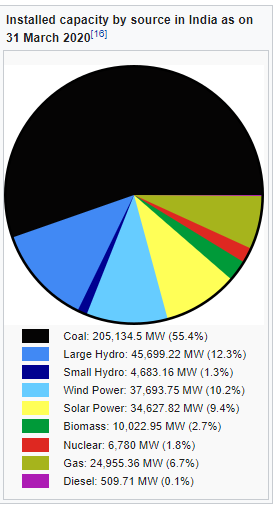 Installed capacity by source in India as on
31 March 2020[16]
Coal: 205,134.5 MW (55.4%)
Large Hydro: 45,699.22 MW (12.3%)
Small Hydro: 4,683.16 MW (1.3%)
Wind Power: 37,693.75 MW (10.2%)
Solar Power: 34,627.82 MW (9.4%)
Biomass: 10,022.95 MW (2.7%)
Nuclear: 6,780 MW (1.8%)
Gas: 24,955.36 MW (6.7%)
Diesel: 509.71 MW (0.1%)